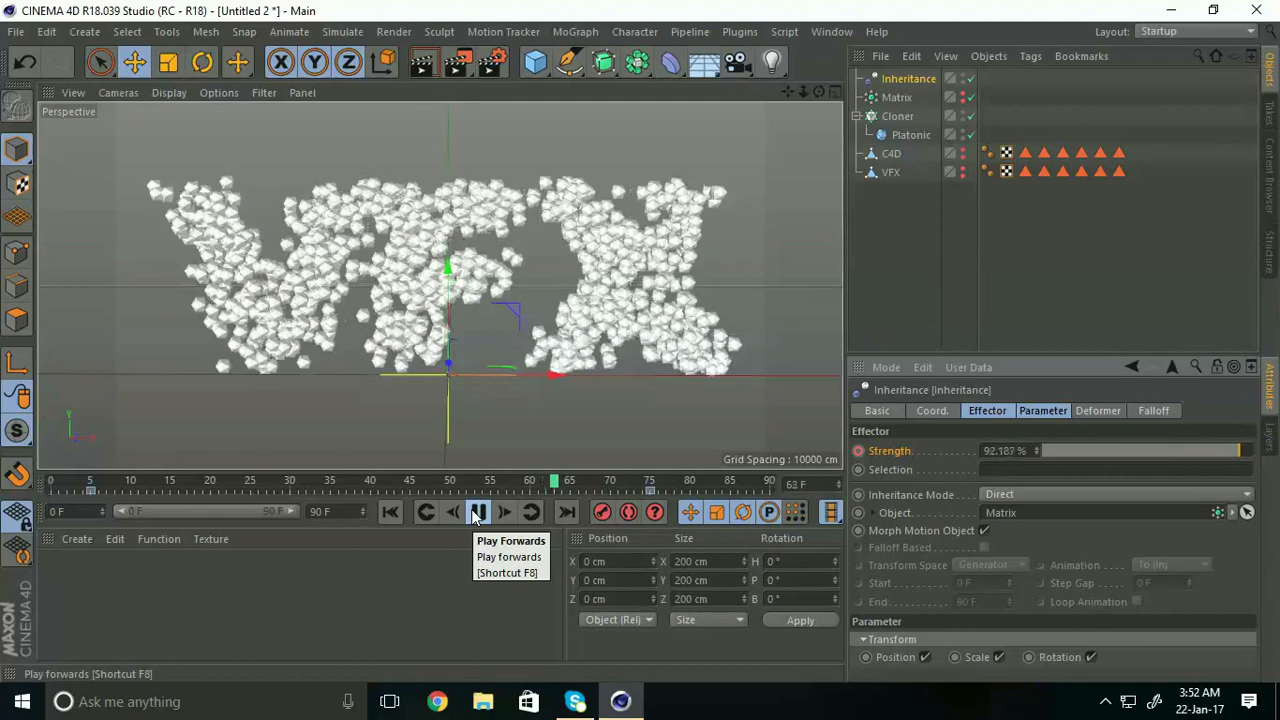 CINEMA 4D R18.039 Studio (RC - R18) - [Untitled 2 *] - Main
File Edit Create Select Tools Mesh Snap Animate Simulate Render Sculpt Motion Tracker MoGraph Character Pipeline Plugins Script Window Help Layout: Startup
X Y Z
File Edit View Objects Tags Bookmarks
View Cameras Display Options Filter Panel
Perspective
Inheritance
Matrix
Cloner
Platonic
C4D
VFX
Objects
Takes
Content Browser
Structure
Y
X
Grid Spacing : 10000 cm
Mode Edit User Data
Inheritance [Inheritance]
Basic Coord. Effector Parameter Deformer Falloff
Attributes
Layers
Effector
Strength 92.187 %
Selection
Inheritance Mode Direct
Object Matrix
Morph Motion Object
Falloff Based
Transform Space Generator Animation To (In)
Start 0 F Step Gap 0 F
End 90 F Loop Animation
Parameter
Transform
Position Scale Rotation
0 5 10 15 20 25 30 35 40 45 50 55 60 65 70 75 80 85 90 63 F
0 F 0 F 90 F 90 F
Play Forwards
Play forwards
[Shortcut F8]
Create Edit Function Texture
Position Size Rotation
X 0 cm X 200 cm H 0 °
Y 0 cm Y 200 cm P 0 °
Z 0 cm Z 200 cm B 0 °
Object (Rel) Size Apply
MAXON
CINEMA 4D
Play forwards [Shortcut F8]
Ask me anything
3:52 AM
22-Jan-17